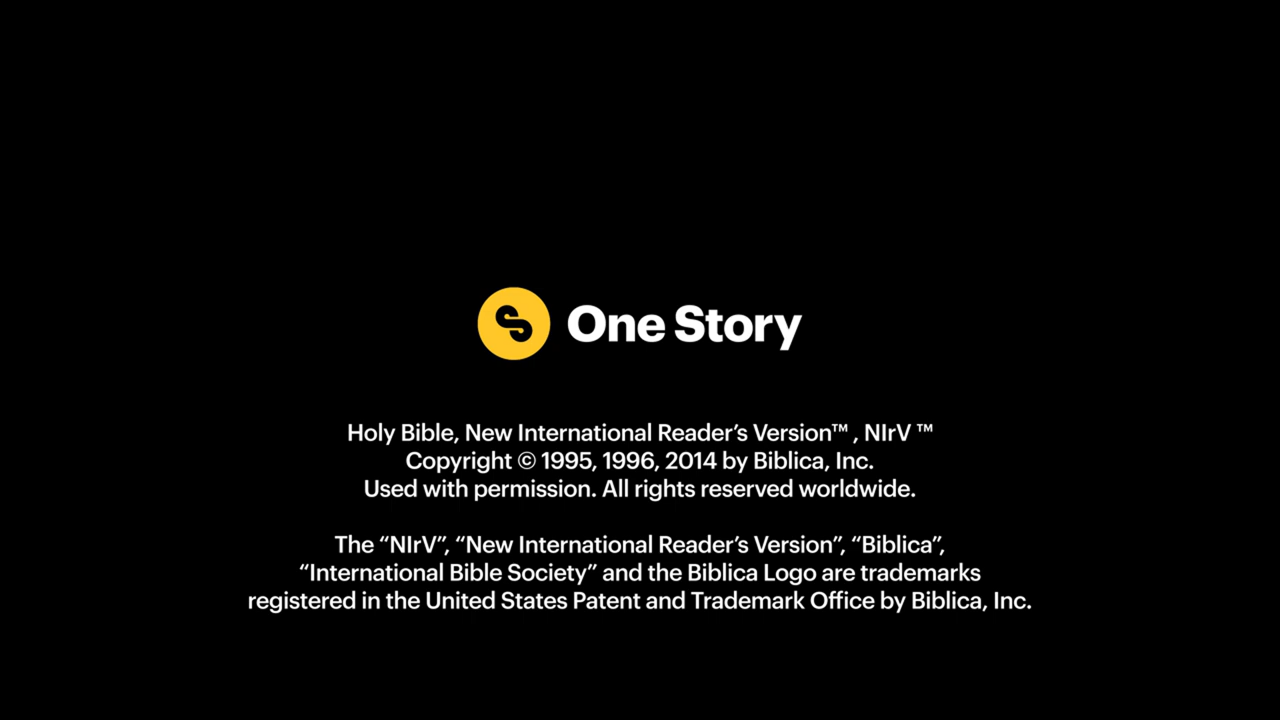 One Story
Holy Bible, New International Reader’s Version™ , NIrV ™
Copyright © 1995, 1996, 2014 by Biblica, Inc.
Used with permission. All rights reserved worldwide.
The “NIrV”, “New International Reader’s Version”, “Biblica”,
“International Bible Society” and the Biblica Logo are trademarks
registered in the United States Patent and Trademark Office by Biblica, Inc.